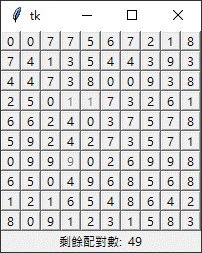 tk
0 0 7 7 5 6 7 2 1 8
7 4 1 3 5 4 4 3 9 3
4 4 7 3 8 0 0 9 3 8
2 5 0 1 1 7 3 2 6 1
6 6 2 4 0 3 7 5 7 8
5 9 2 4 2 7 3 5 7 1
0 9 9 9 0 2 6 9 9 8
6 5 0 4 9 6 8 5 6 8
1 2 1 6 5 4 8 6 4 2
8 0 9 1 2 3 1 5 8 3
剩餘配對數: 49